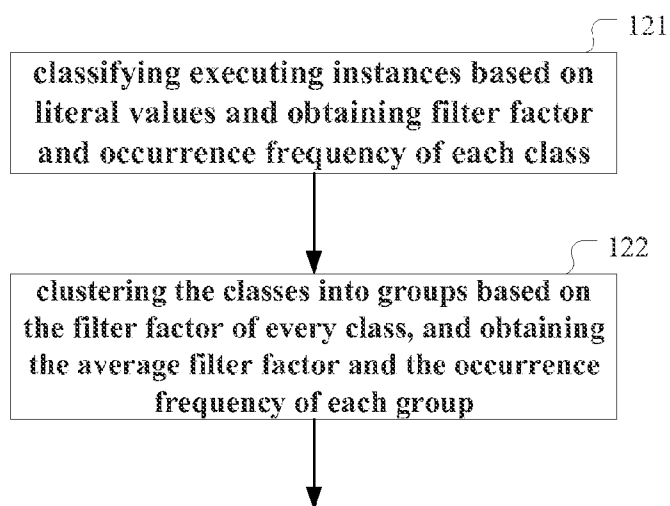 121
classifying executing instances based on
literal values and obtaining filter factor
and occurrence frequency of each class
122
clustering the classes into groups based on
the filter factor of every class, and obtaining
the average filter factor and the occurrence
frequency of each group